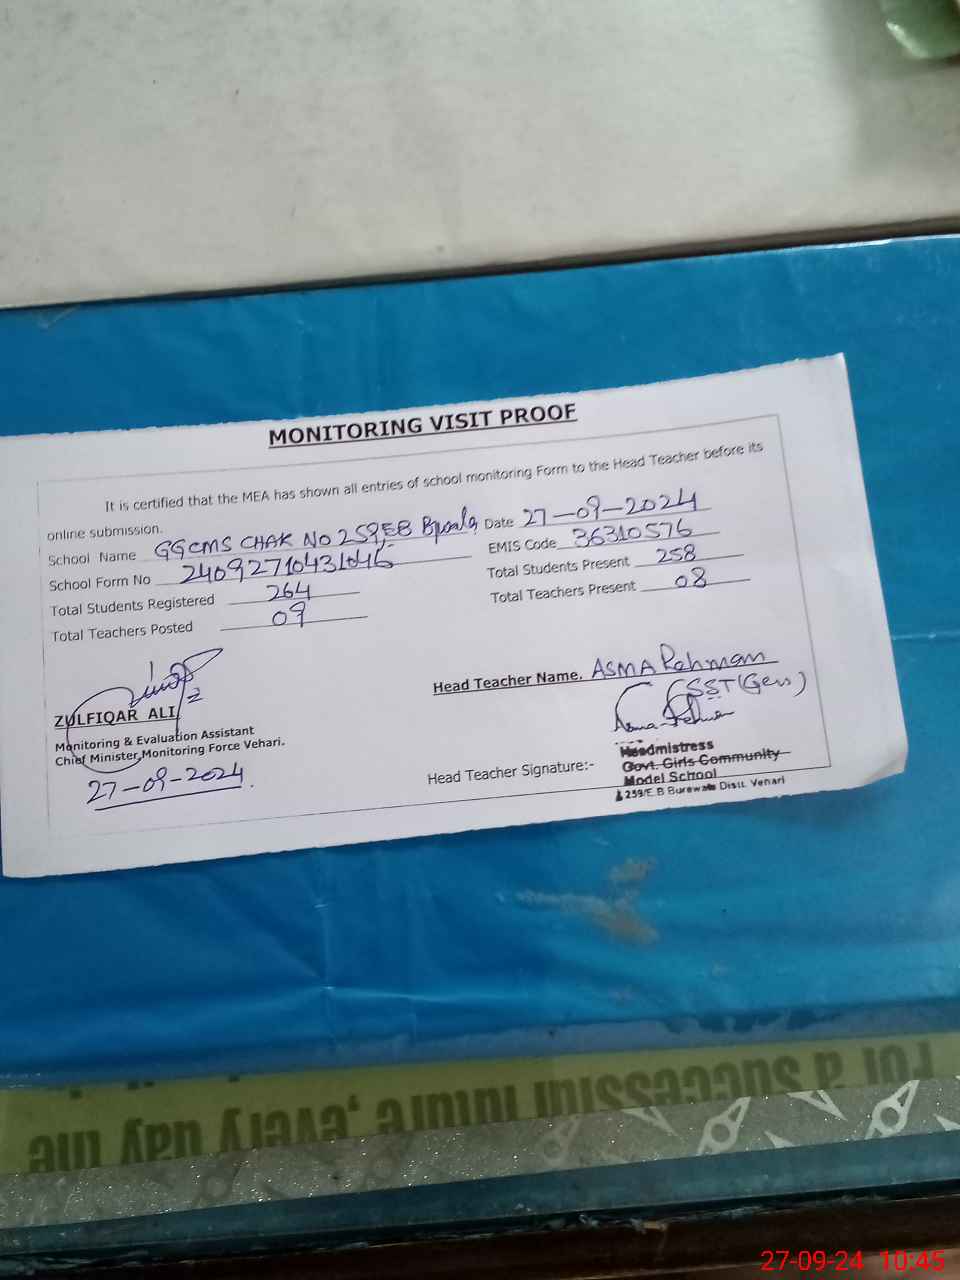 MONITORING VISIT PROOF
It is certified that the MEA has shown all entries of school monitoring Form to the Head Teacher before its
online submission.
School Name GGCMS CHAK NO 259,EB Date 27-09-2024
School Form No 24092710431046 EMIS Code 36310576
Total Students Registered 264 Total Students Present 258
Total Teachers Posted 09 Total Teachers Present 08
Head Teacher Name. ASMA Rehman
SST(Gen)
ZULFIQAR ALI
Monitoring & Evaluation Assistant
Chief Minister, Monitoring Force Vehari.
27-09-2024.
Asma Rehman
Head Teacher Signature:-
Headmistress
Govt. Girls Community
Model School
259/E.B Burewala Distt. Vehari
For a successful future, every day
27-09-24 10:45